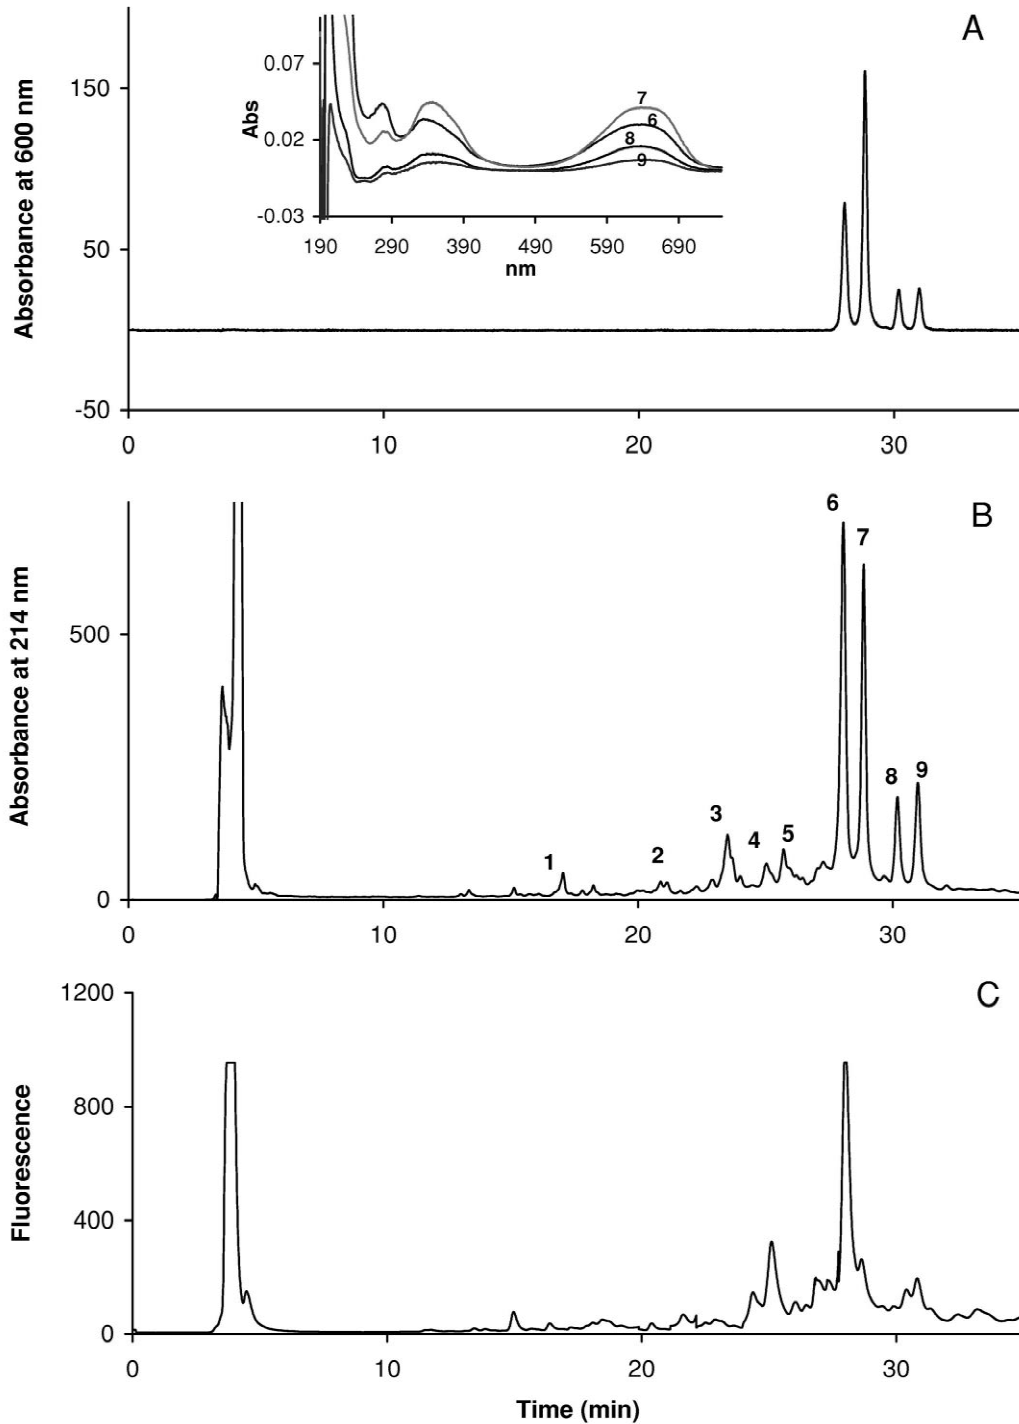 A
Absorbance at 600 nm
150
50
-50
0 10 20 30
Abs
0.07
0.02
-0.03
7
6
8
9
190 290 390 490 590 690
nm
B
Absorbance at 214 nm
500
0
1 2 3 4 5 6 7 8 9
0 10 20 30
C
Fluorescence
1200
800
400
0
0 10 20 30
Time (min)